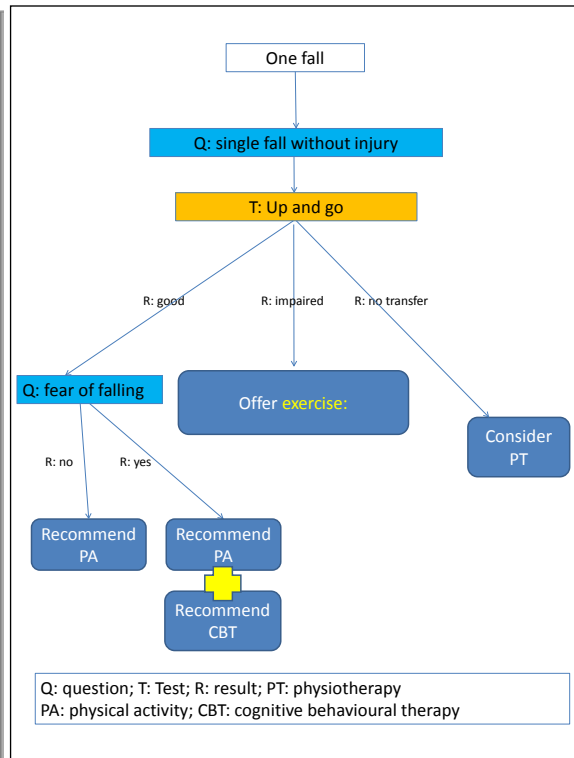 One fall
Q: single fall without injury
T: Up and go
R: good
R: impaired
R: no transfer
Q: fear of falling
Offer exercise:
Consider
PT
R: no
R: yes
Recommend
PA
Recommend
PA
Recommend
CBT
Q: question; T: Test; R: result; PT: physiotherapy
PA: physical activity; CBT: cognitive behavioural therapy